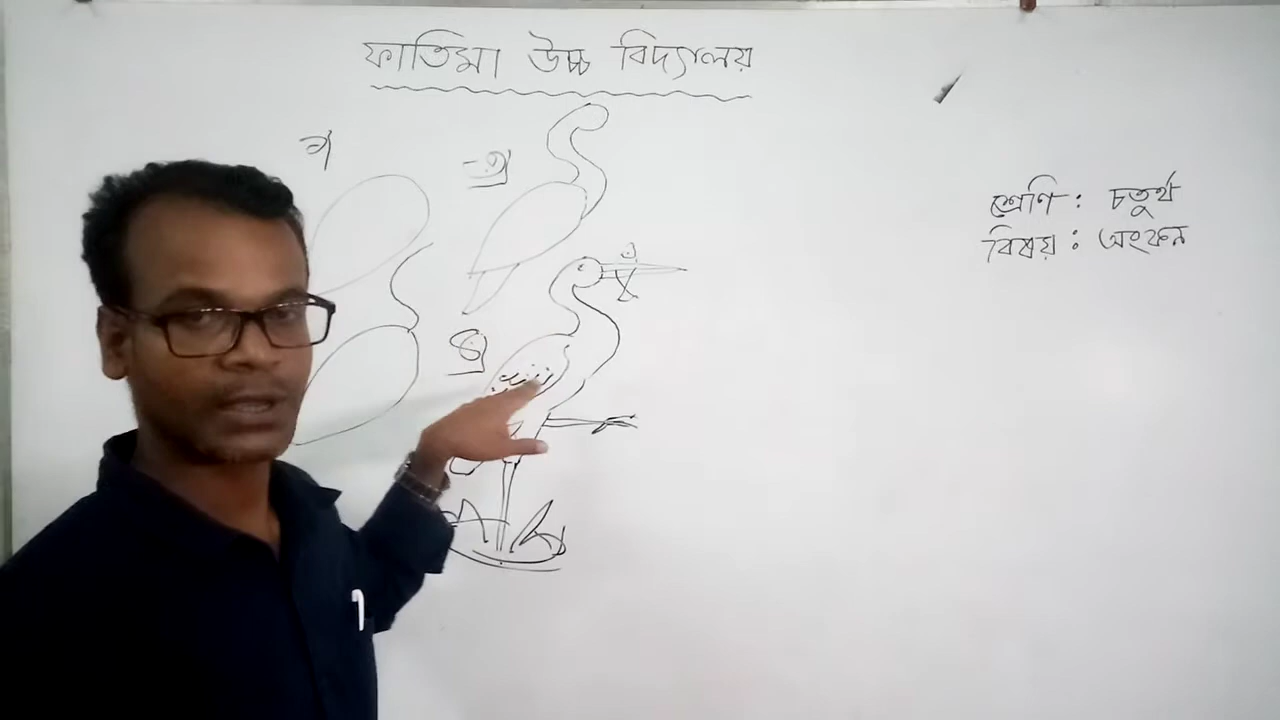 ফাতিমা উচ্চ বিদ্যালয়
শ্রেণি : চতুর্থ
বিষয় : অংকন